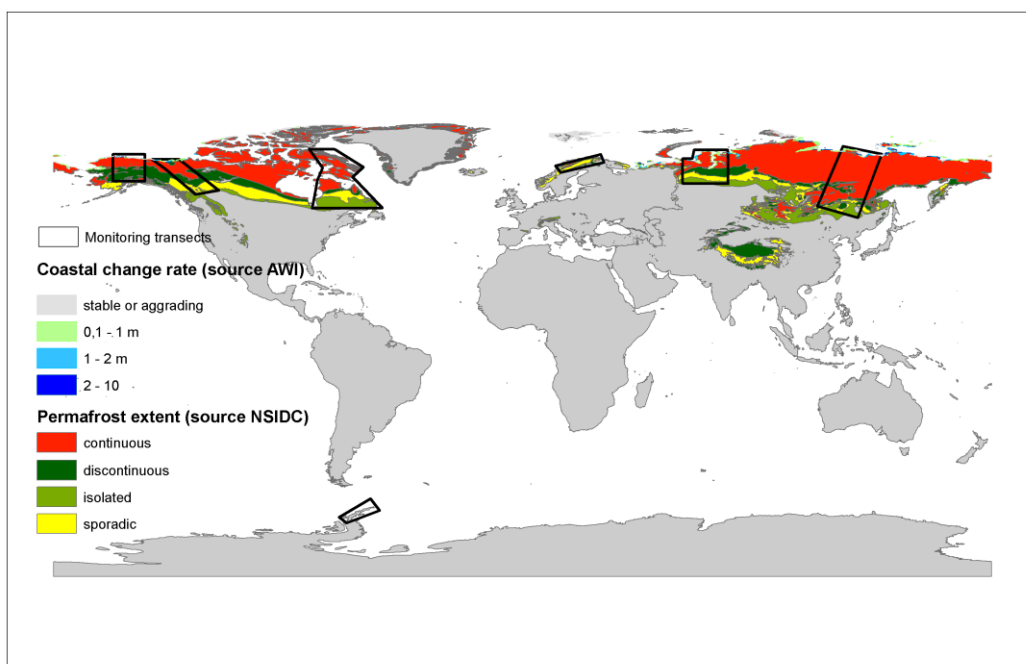 Monitoring transects
Coastal change rate (source AWI)
stable or aggrading
0,1 - 1 m
1 - 2 m
2 - 10
Permafrost extent (source NSIDC)
continuous
discontinuous
isolated
sporadic